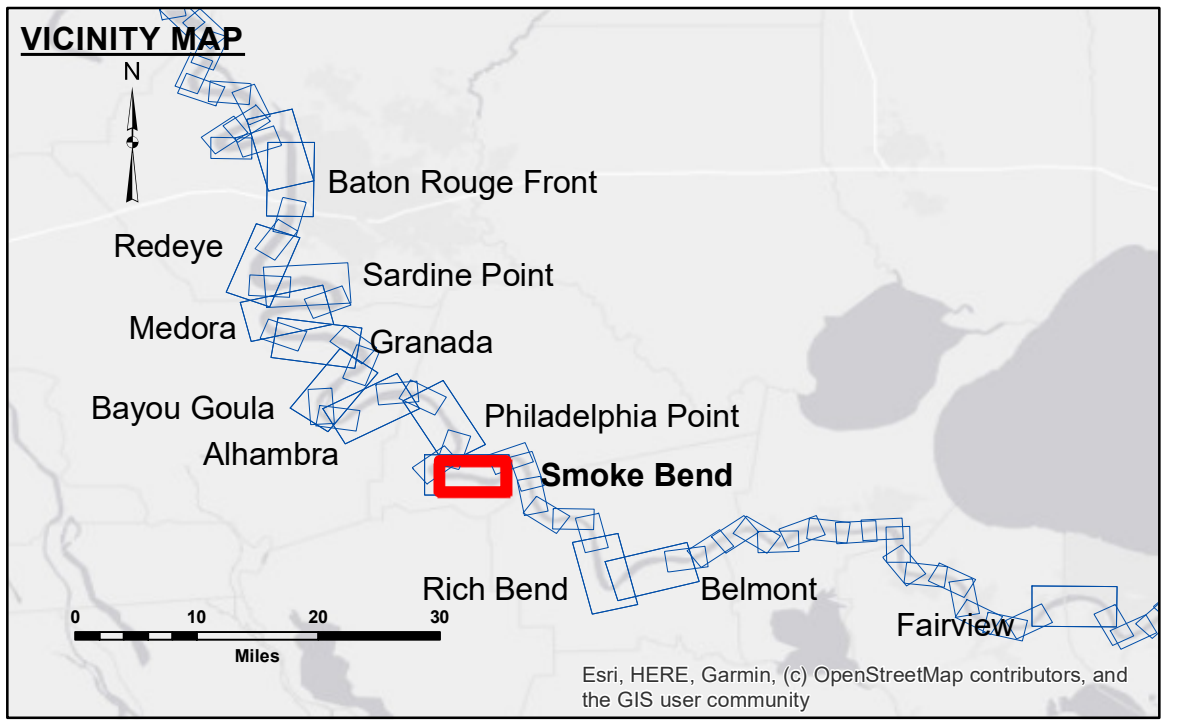 VICINITY MAP
N
Baton Rouge Front
Redeye
Sardine Point
Medora
Granada
Bayou Goula
Philadelphia Point
Alhambra
Smoke Bend
Rich Bend
Belmont
Fairview
0 10 20 30
Miles
Esri, HERE, Garmin, (c) OpenStreetMap contributors, and
the GIS user community